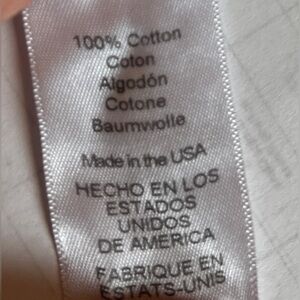 100% Cotton
Coton
Algodón
Cotone
Baumwolle
Made in the USA
HECHO EN LOS
ESTADOS
UNIDOS
DE AMERICA
FABRIQUE EN
ESTATS-UNIS